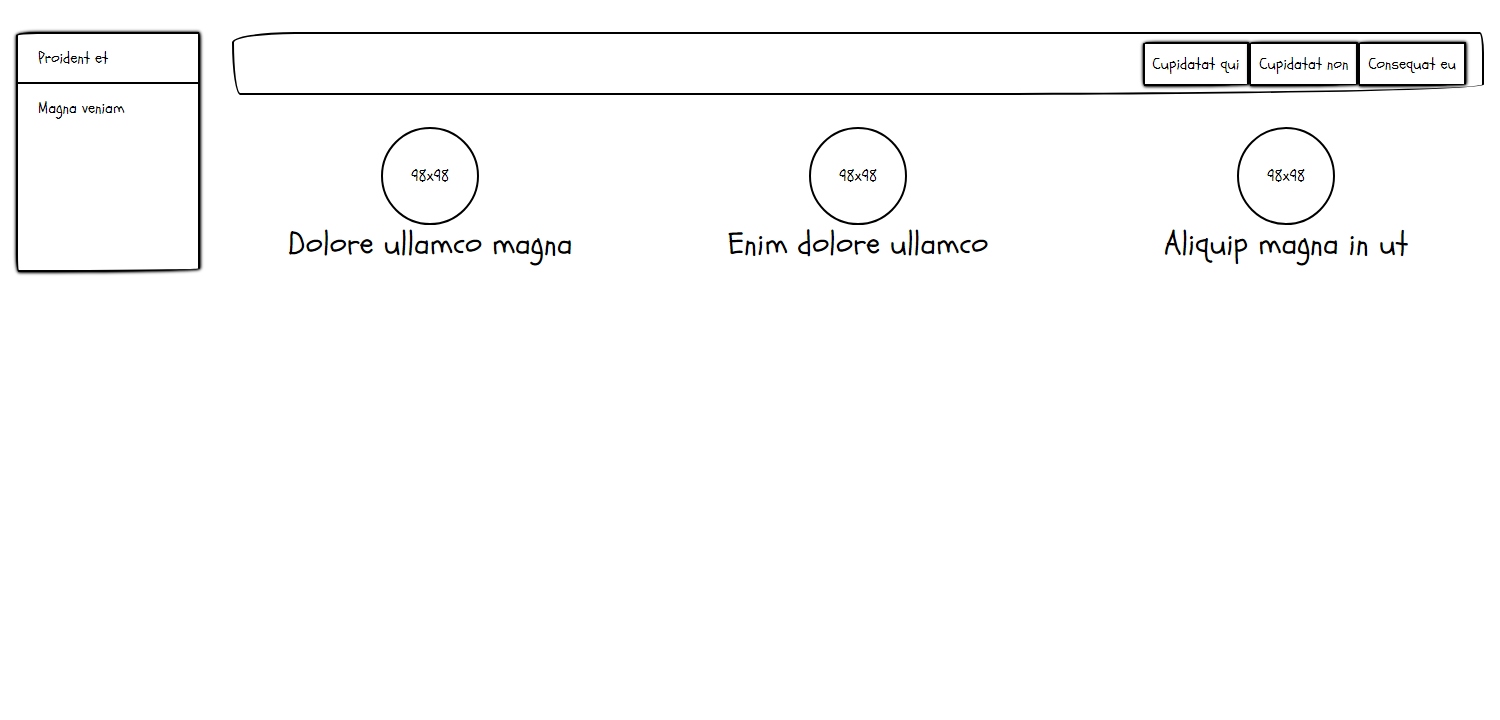 Proident et
Magna veniam
Cupidatat qui
Cupidatat non
Consequat eu
98x98
Dolore ullamco magna
98x98
Enim dolore ullamco
98x98
Aliquip magna in ut